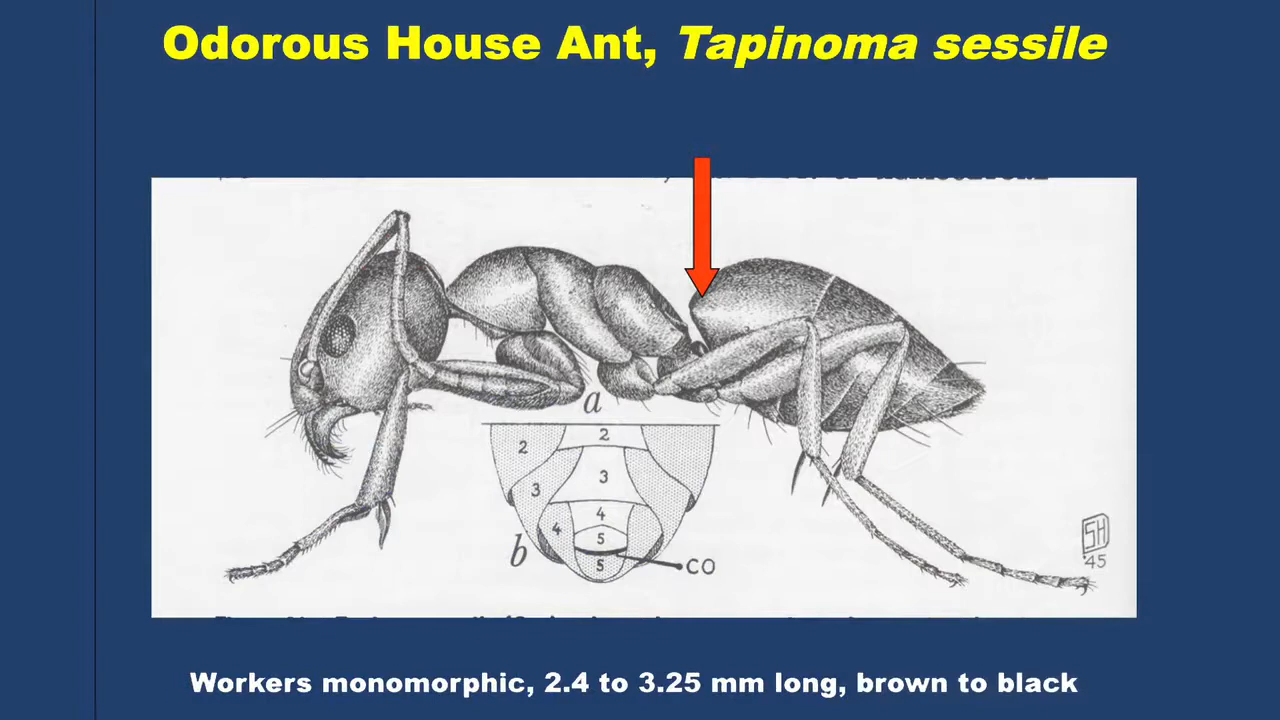 Odorous House Ant, Tapinoma sessile
a
2
2
3
3
4
4
5
b
5
CO
SH
'45
Workers monomorphic, 2.4 to 3.25 mm long, brown to black